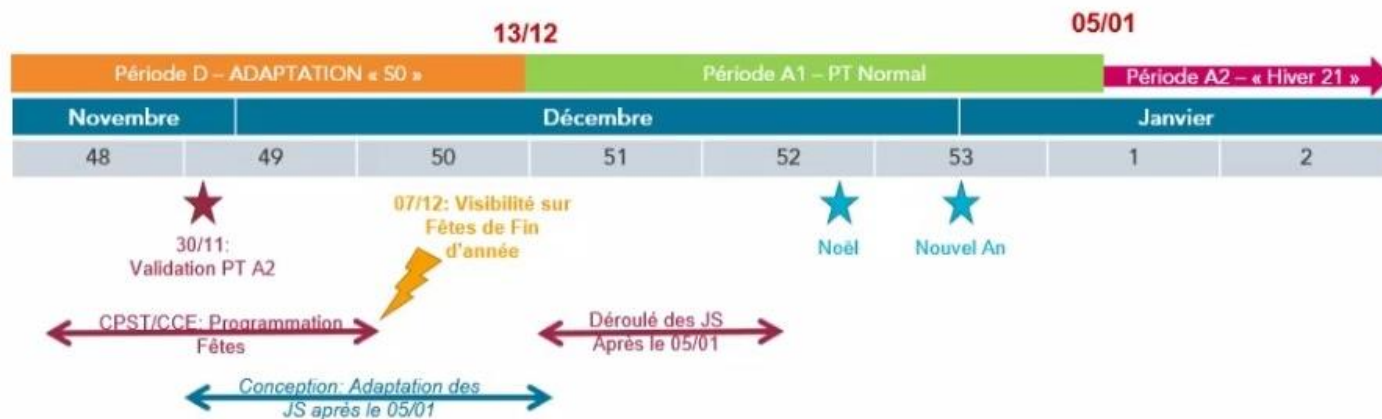 13/12
05/01
Période D – ADAPTATION « S0 »
Période A1 – PT Normal
Période A2 – « Hiver 21 »
Novembre
Décembre
Janvier
48
49
50
51
52
53
1
2
30/11:
Validation PT A2
07/12: Visibilité sur
Fêtes de Fin
d'année
Noël
Nouvel An
CPST/CCE: Programmation
Fêtes
Déroulé des JS
Après le 05/01
Conception: Adaptation des
JS après le 05/01